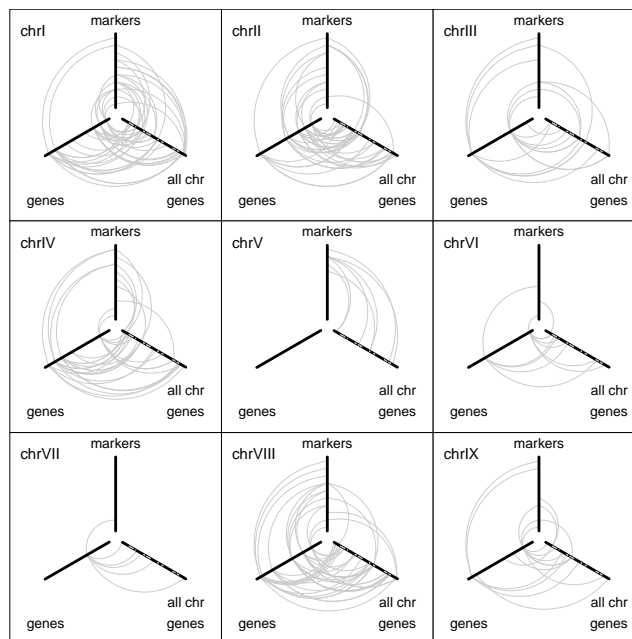 markers
chrI
all chr
genes
genes
markers
chrII
all chr
genes
genes
markers
chrIII
all chr
genes
genes
markers
chrIV
all chr
genes
genes
markers
chrV
all chr
genes
genes
markers
chrVI
all chr
genes
genes
markers
chrVII
all chr
genes
genes
markers
chrVIII
all chr
genes
genes
markers
chrIX
all chr
genes
genes